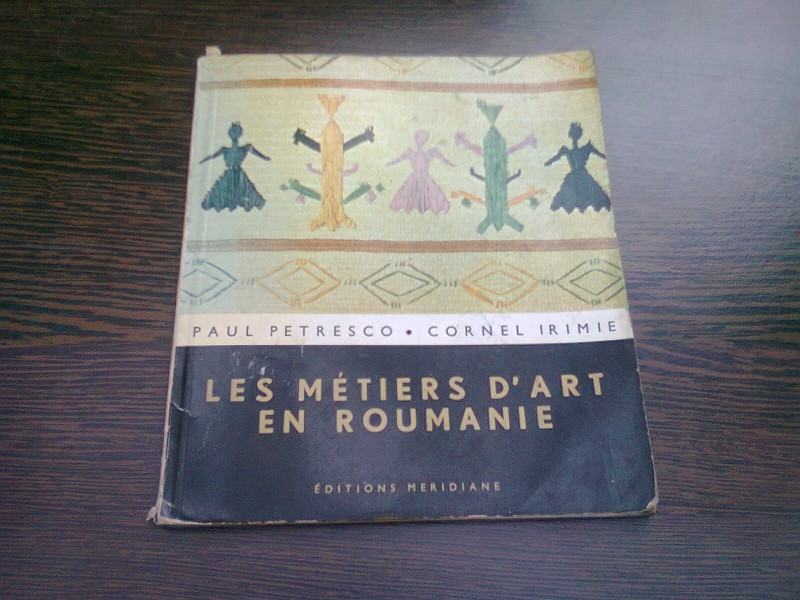 PAUL PETRESCO • CORNEL IRIMIE
LES MÉTIERS D'ART
EN ROUMANIE
ÉDITIONS MERIDIANE